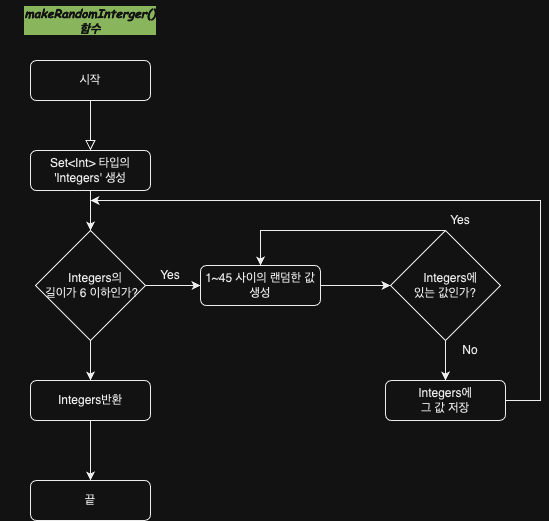 makeRandomInterger()
함수
시작
Set<Int> 타입의
'Integers' 생성
Integers의
길이가 6 이하인가?
Yes
1~45 사이의 랜덤한 값
생성
Yes
Integers에
있는 값인가?
No
Integers에
그 값 저장
Integers반환
끝